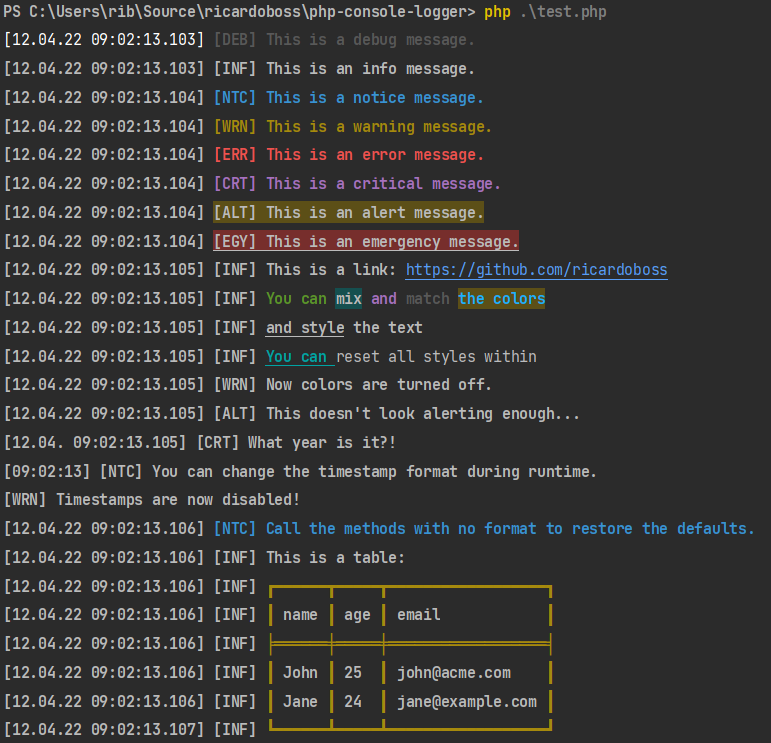 PS C:\Users\rib\Source\ricardoboss\php-console-logger> php .\test.php
[12.04.22 09:02:13.103] [DEB] This is a debug message.
[12.04.22 09:02:13.103] [INF] This is an info message.
[12.04.22 09:02:13.104] [NTC] This is a notice message.
[12.04.22 09:02:13.104] [WRN] This is a warning message.
[12.04.22 09:02:13.104] [ERR] This is an error message.
[12.04.22 09:02:13.104] [CRT] This is a critical message.
[12.04.22 09:02:13.104] [ALT] This is an alert message.
[12.04.22 09:02:13.104] [EGY] This is an emergency message.
[12.04.22 09:02:13.105] [INF] This is a link: https://github.com/ricardoboss
[12.04.22 09:02:13.105] [INF] You can mix and match the colors
[12.04.22 09:02:13.105] [INF] and style the text
[12.04.22 09:02:13.105] [INF] You can reset all styles within
[12.04.22 09:02:13.105] [WRN] Now colors are turned off.
[12.04.22 09:02:13.105] [ALT] This doesn't look alerting enough...
[12.04. 09:02:13.105] [CRT] What year is it?!
[09:02:13] [NTC] You can change the timestamp format during runtime.
[WRN] Timestamps are now disabled!
[12.04.22 09:02:13.106] [NTC] Call the methods with no format to restore the defaults.
[12.04.22 09:02:13.106] [INF] This is a table:
[12.04.22 09:02:13.106] [INF]
[12.04.22 09:02:13.106] [INF] name age email
[12.04.22 09:02:13.106] [INF]
[12.04.22 09:02:13.106] [INF] John 25 john@acme.com
[12.04.22 09:02:13.106] [INF] Jane 24 jane@example.com
[12.04.22 09:02:13.107] [INF]